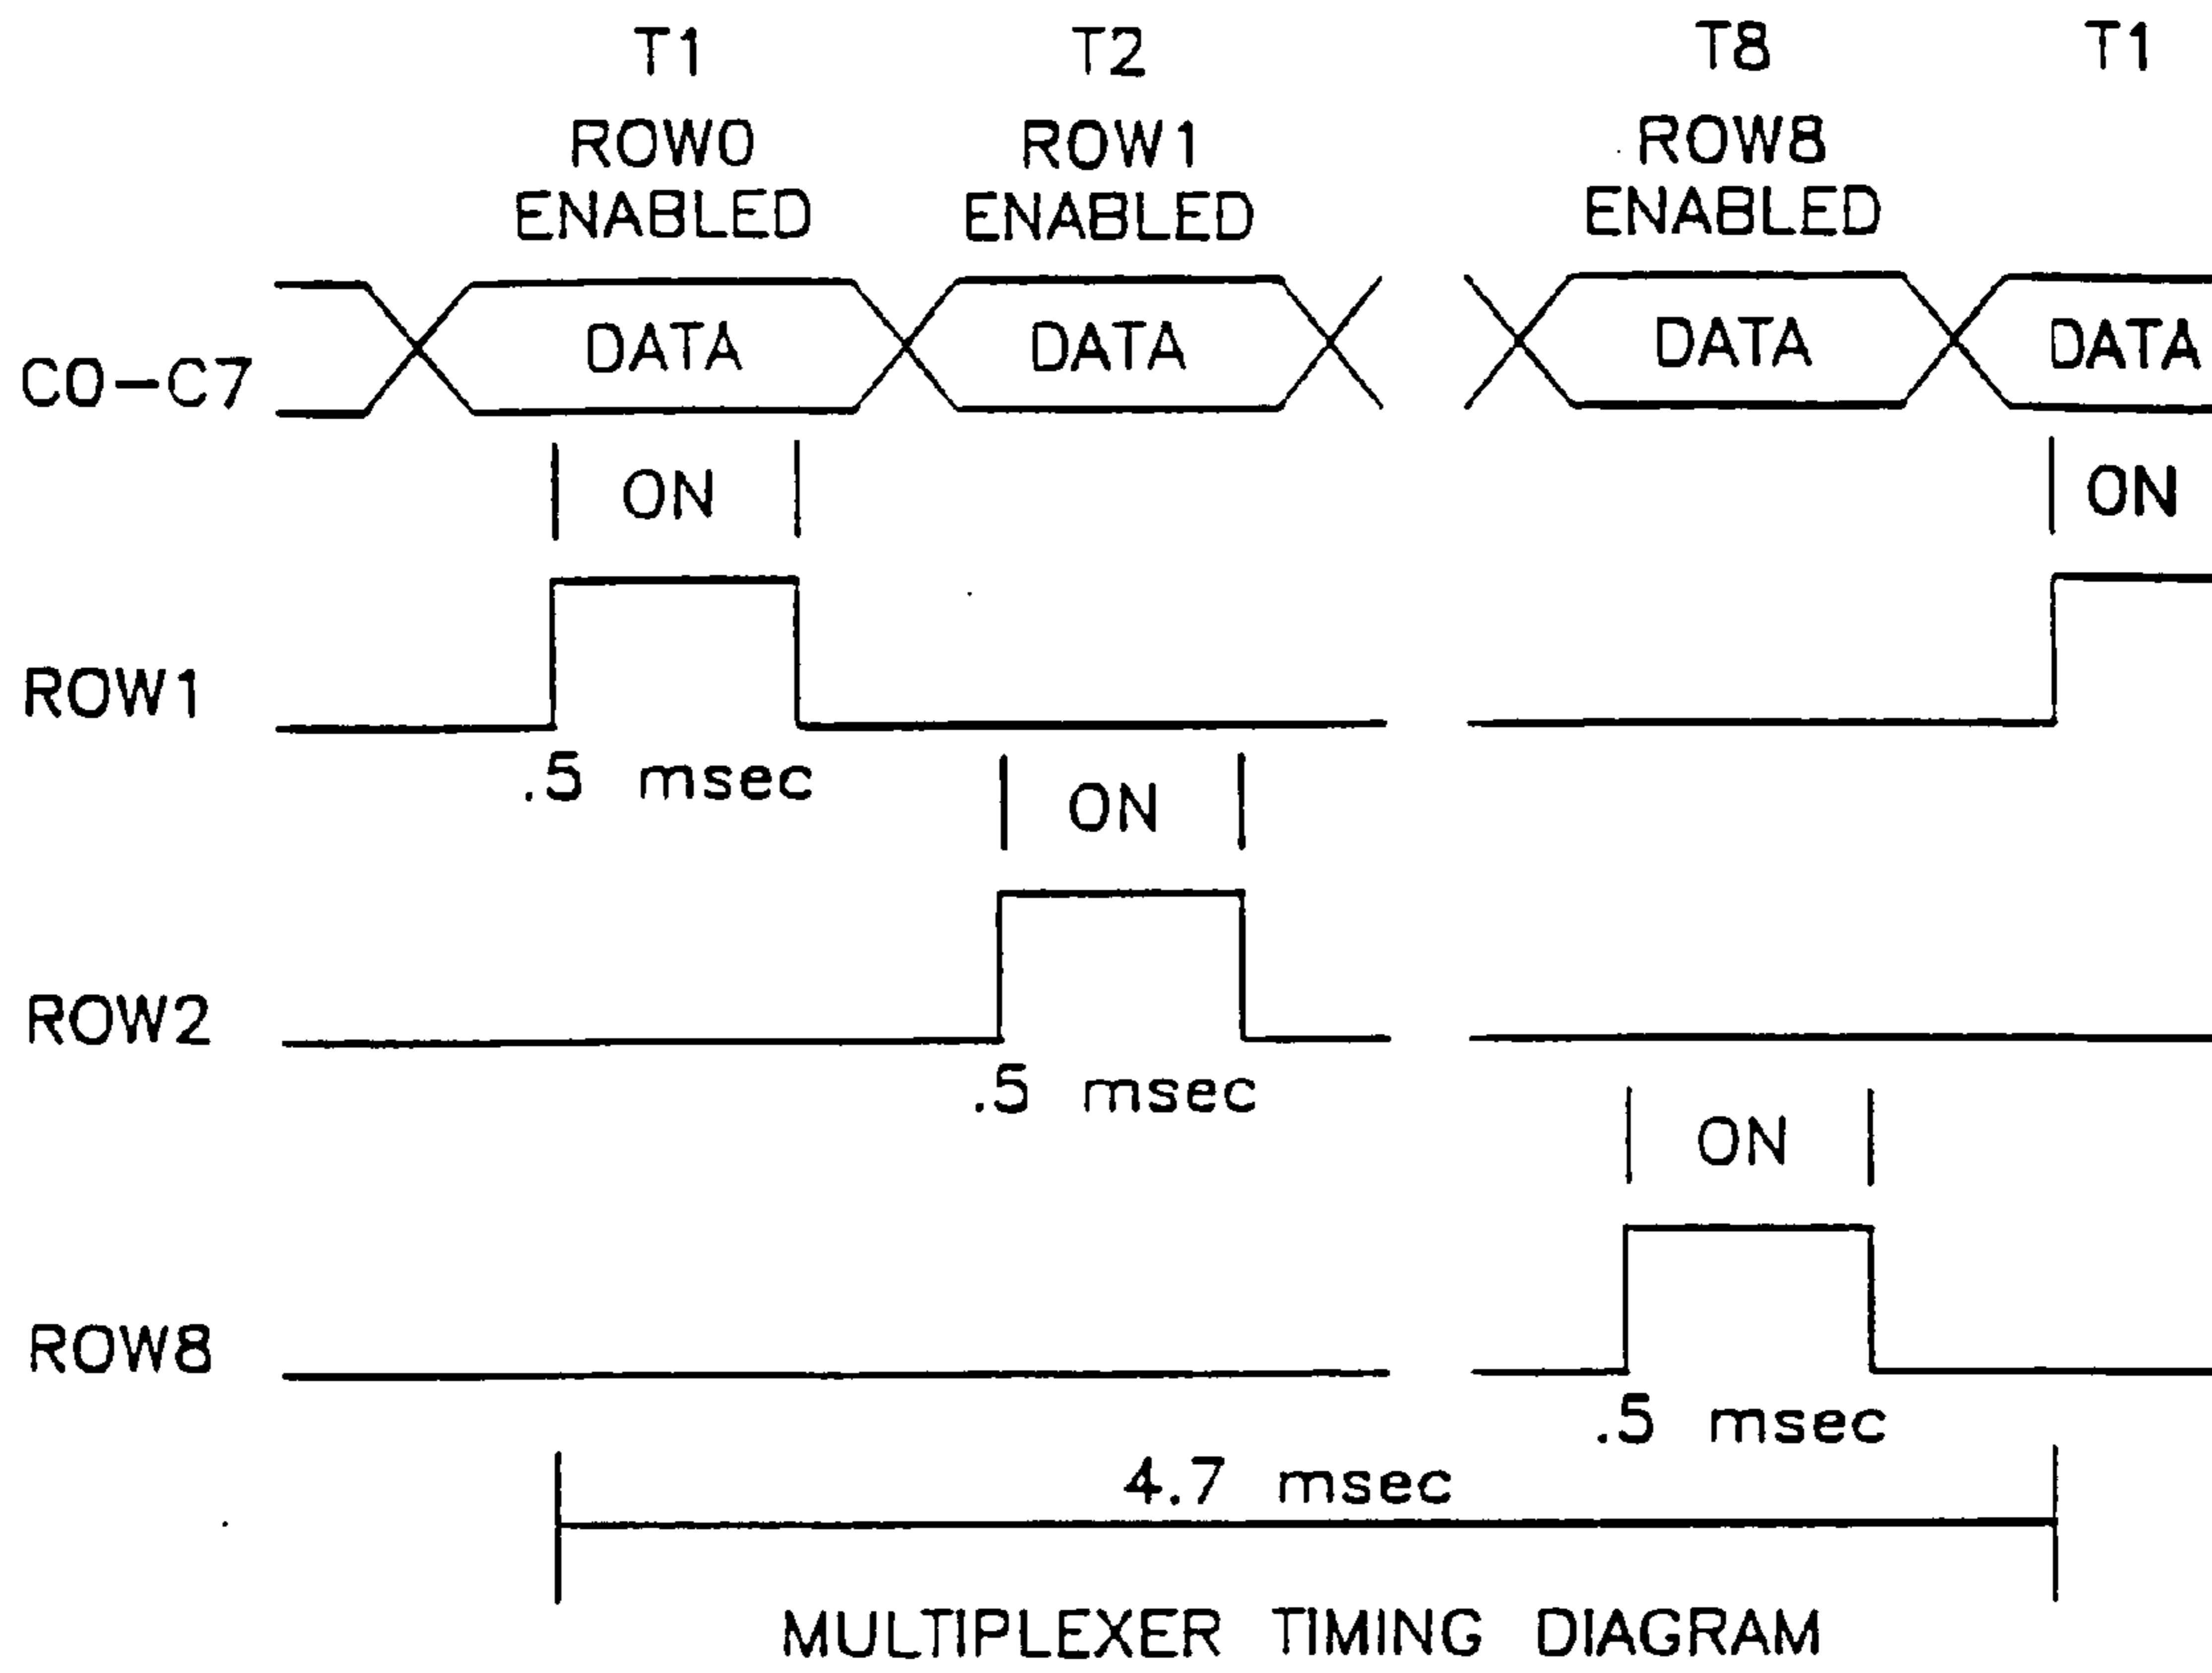 T1 T2 T8 T1
ROW0 ROW1 ROW8
ENABLED ENABLED ENABLED
C0-C7 DATA DATA DATA DATA
ON ON
ROW1
.5 msec
ON
ROW2
.5 msec
ON
ROW8
.5 msec
4.7 msec
MULTIPLEXER TIMING DIAGRAM